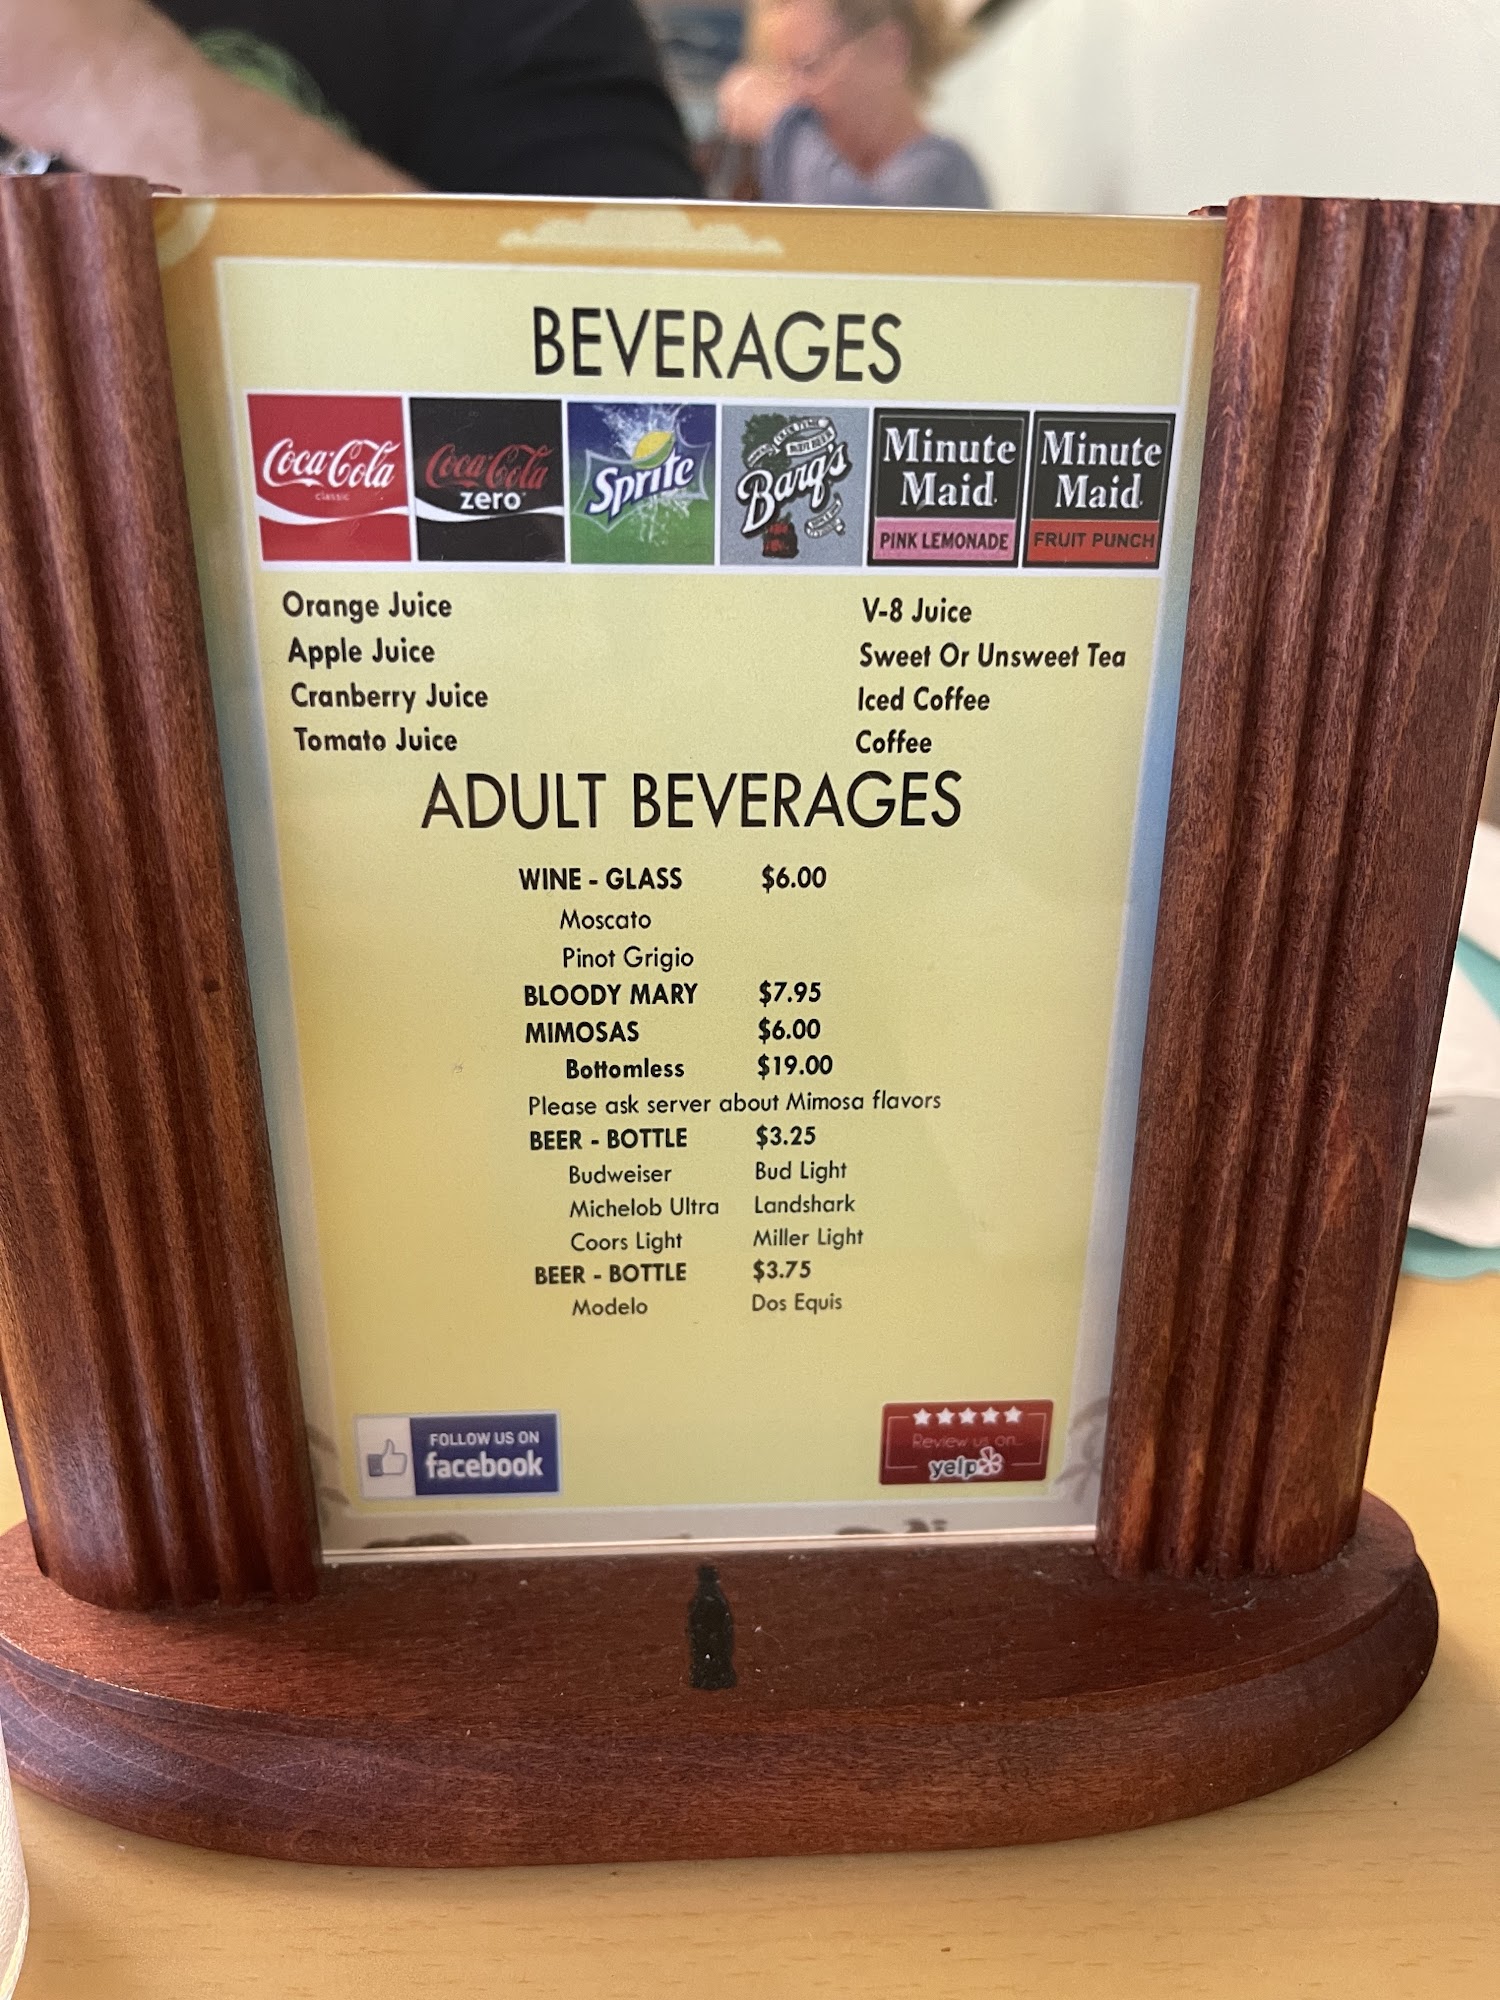 BEVERAGES
Coca-Cola
classic
Coca-Cola
zero
Sprite
Barq's
Minute
Maid
PINK LEMONADE
Minute
Maid
FRUIT PUNCH
Orange Juice
V-8 Juice
Apple Juice
Sweet Or Unsweet Tea
Cranberry Juice
Iced Coffee
Tomato Juice
Coffee
ADULT BEVERAGES
WINE - GLASS $6.00
Moscato
Pinot Grigio
BLOODY MARY $7.95
MIMOSAS $6.00
Bottomless $19.00
Please ask server about Mimosa flavors
BEER - BOTTLE $3.25
Budweiser Bud Light
Michelob Ultra Landshark
Coors Light Miller Light
BEER - BOTTLE $3.75
Modelo Dos Equis
FOLLOW US ON
facebook
Review us on
yelp